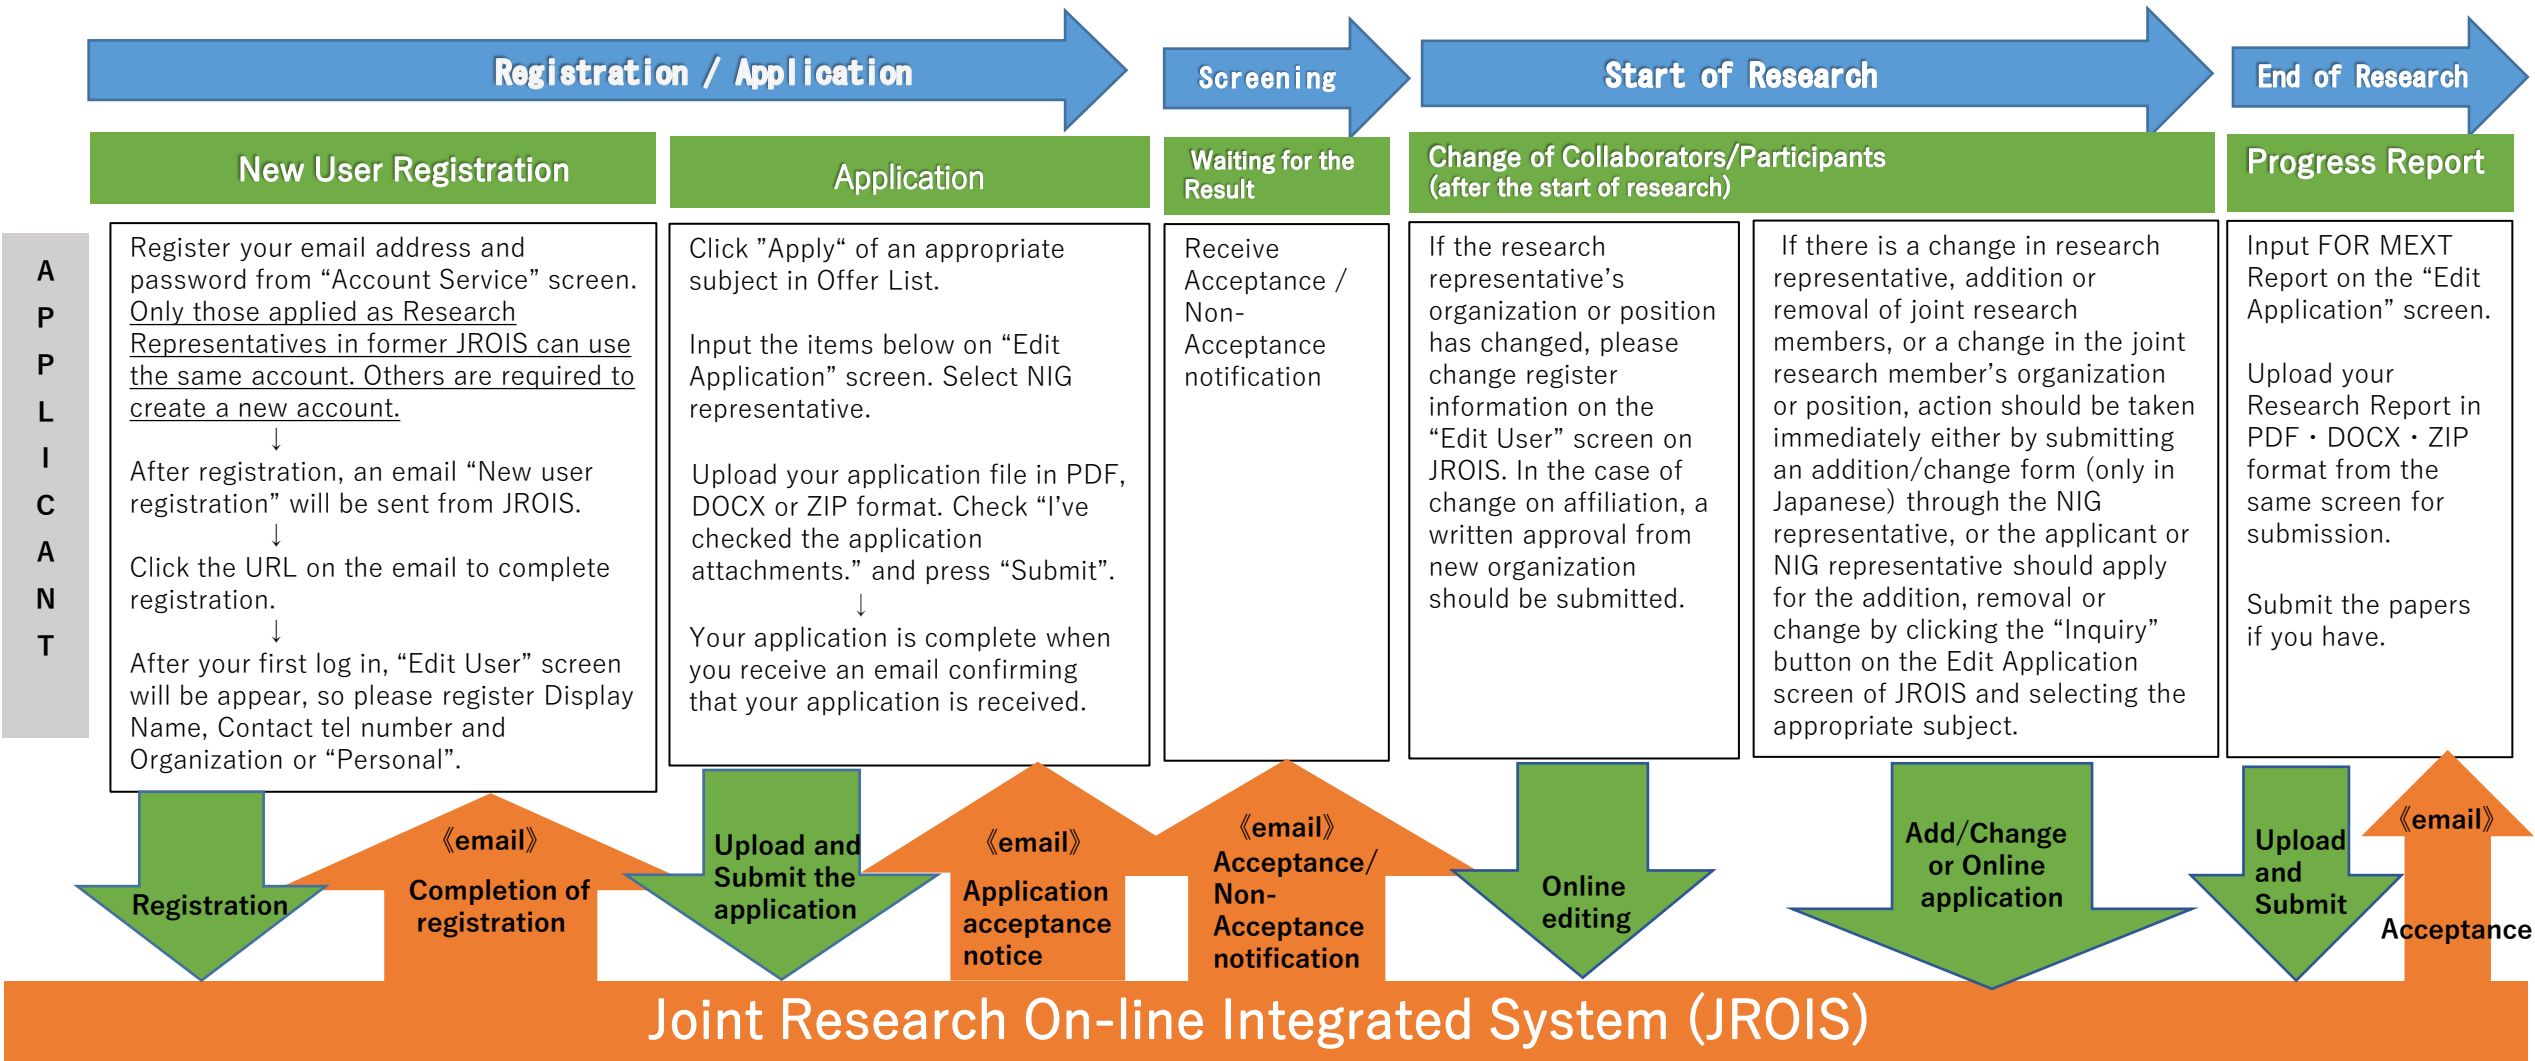 Registration / Application
Screening
Start of Research
End of Research
New User Registration
Application
Waiting for the
Result
Change of Collaborators/Participants
(after the start of research)
Progress Report
A
P
P
L
I
C
A
N
T
Register your email address and
password from “Account Service” screen.
Only those applied as Research
Representatives in former JROIS can use
the same account. Others are required to
create a new account.
↓
After registration, an email “New user
registration” will be sent from JROIS.
↓
Click the URL on the email to complete
registration.
↓
After your first log in, “Edit User” screen
will be appear, so please register Display
Name, Contact tel number and
Organization or “Personal”.
Click ”Apply“ of an appropriate
subject in Offer List.
Input the items below on “Edit
Application” screen. Select NIG
representative.
Upload your application file in PDF,
DOCX or ZIP format. Check “I’ve
checked the application
attachments.” and press “Submit”.
↓
Your application is complete when
you receive an email confirming
that your application is received.
Receive
Acceptance /
Non-
Acceptance
notification
If the research
representative’s
organization or position
has changed, please
change register
information on the
“Edit User” screen on
JROIS. In the case of
change on affiliation, a
written approval from
new organization
should be submitted.
If there is a change in research
representative, addition or
removal of joint research
members, or a change in the joint
research member’s organization
or position, action should be taken
immediately either by submitting
an addition/change form (only in
Japanese) through the NIG
representative, or the applicant or
NIG representative should apply
for the addition, removal or
change by clicking the “Inquiry”
button on the Edit Application
screen of JROIS and selecting the
appropriate subject.
Input FOR MEXT
Report on the “Edit
Application” screen.
Upload your
Research Report in
PDF・DOCX・ZIP
format from the
same screen for
submission.
Submit the papers
if you have.
Registration
《email》
Completion of
registration
Upload and
Submit the
application
《email》
Application
acceptance
notice
《email》
Acceptance/
Non-
Acceptance
notification
Online
editing
Add/Change
or Online
application
Upload
and
Submit
《email》
Acceptance
Joint Research On-line Integrated System (JROIS)